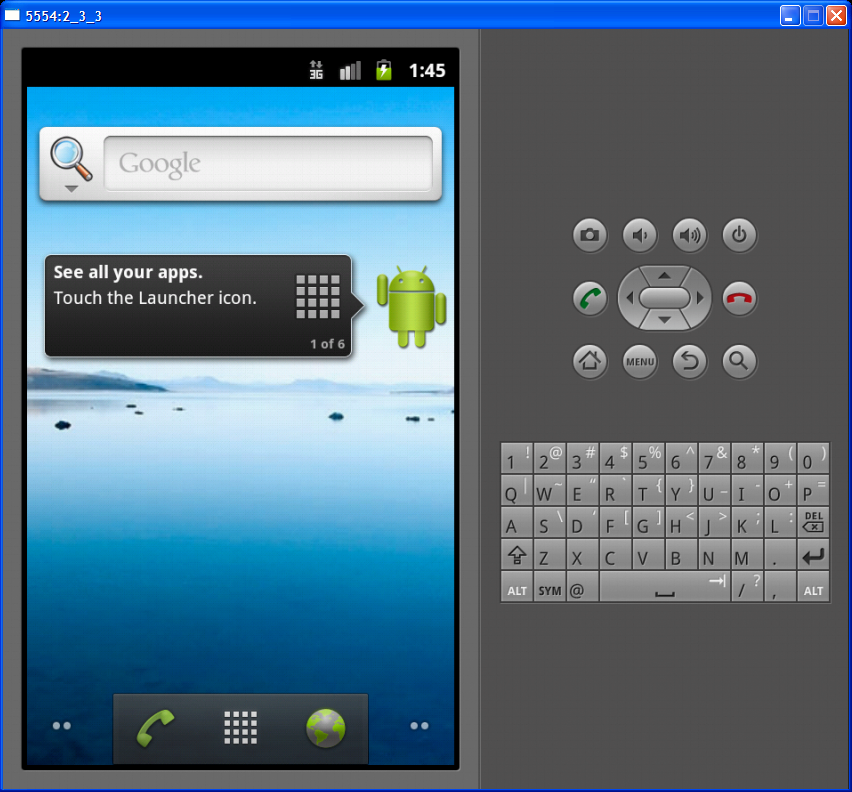 5554:2_3_3
3G 1:45
Google
See all your apps.
Touch the Launcher icon.
1 of 6
MENU
1 ! 2 @ 3 # 4 $ 5 % 6 ^ 7 & 8 * 9 ( 0 )
Q | W ~ E “ R ` T { Y } U _ I - O + P =
A S \ D ‘ F [ G ] H < J > K ; L : DEL
Z X C V B N M .
ALT SYM @ / ? , ALT